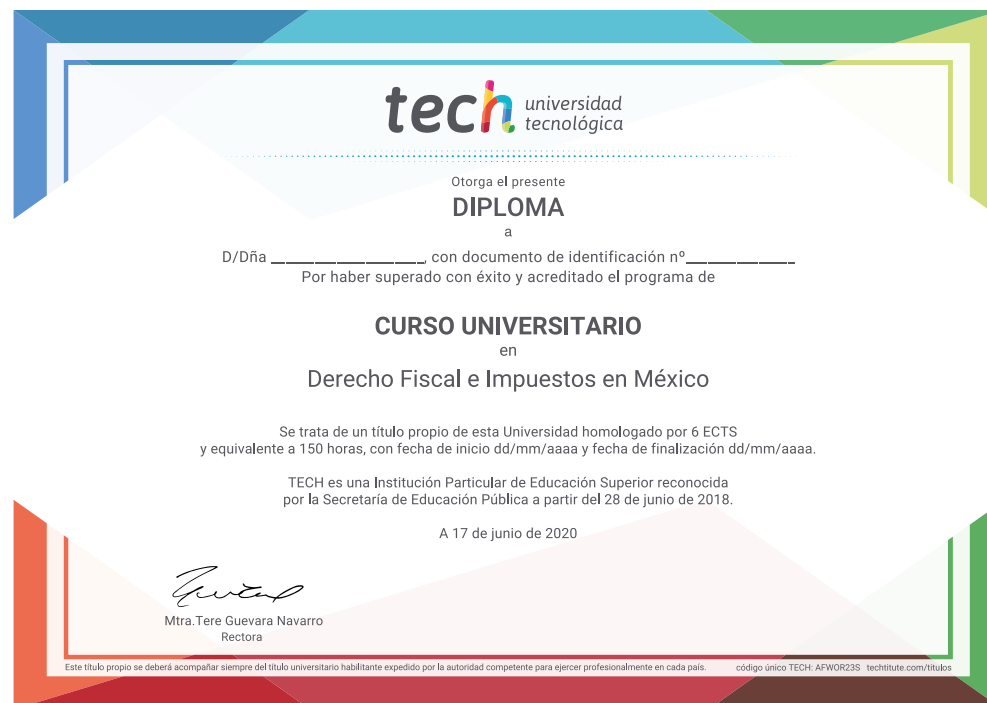 tech universidad
tecnológica
Otorga el presente
DIPLOMA
a
D/Dña ______________________, con documento de identificación nº_______________
Por haber superado con éxito y acreditado el programa de
CURSO UNIVERSITARIO
en
Derecho Fiscal e Impuestos en México
Se trata de un título propio de esta Universidad homologado por 6 ECTS
y equivalente a 150 horas, con fecha de inicio dd/mm/aaaa y fecha de finalización dd/mm/aaaa.
TECH es una Institución Particular de Educación Superior reconocida
por la Secretaría de Educación Pública a partir del 28 de junio de 2018.
A 17 de junio de 2020
Mtra.Tere Guevara Navarro
Rectora
Este título propio se deberá acompañar siempre del título universitario habilitante expedido por la autoridad competente para ejercer profesionalmente en cada país. código único TECH: AFWOR23S techtitute.com/titulos